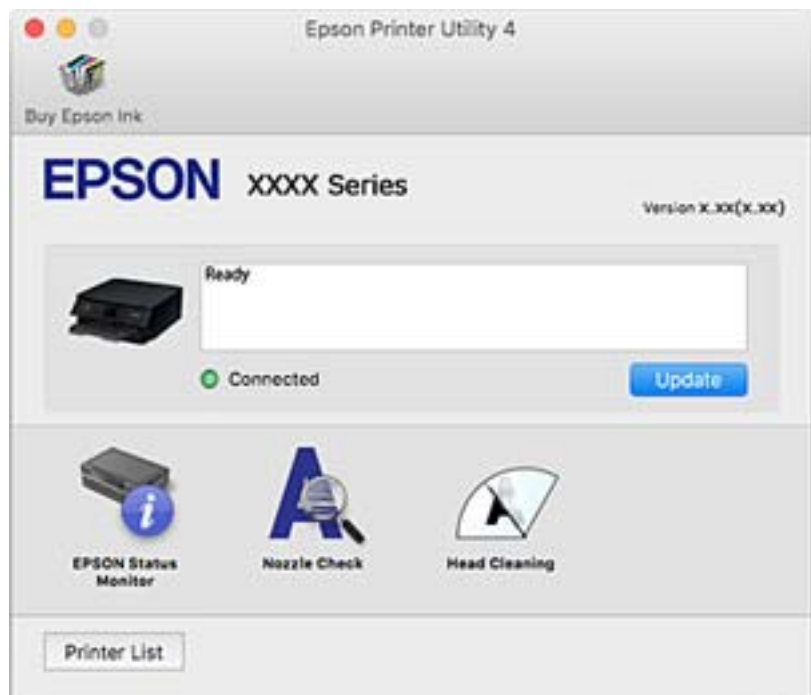 Epson Printer Utility 4
Buy Epson Ink
EPSON XXXX Series
Version X.XX(X.XX)
Ready
Connected
Update
EPSON Status
Monitor
Nozzle Check
Head Cleaning
Printer List